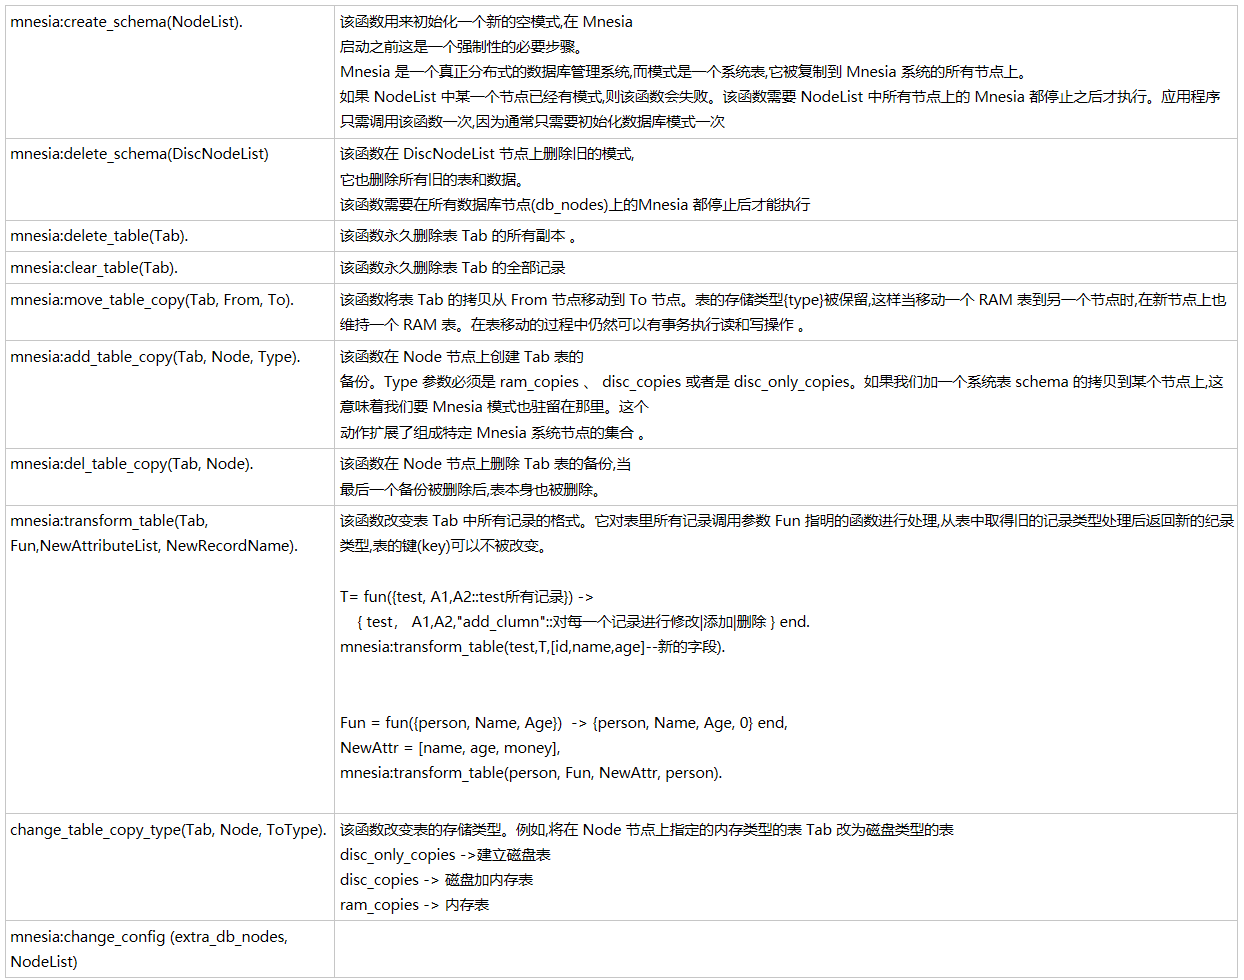 mnesia:create_schema(NodeList).
该函数用来初始化一个新的空模式,在 Mnesia
启动之前这是一个强制性的必要步骤。
Mnesia 是一个真正分布式的数据库管理系统,而模式是一个系统表,它被复制到 Mnesia 系统的所有节点上。
如果 NodeList 中某一个节点已经有模式,则该函数会失败。该函数需要 NodeList 中所有节点上的 Mnesia 都停止之后才执行。应用程序
只需调用该函数一次,因为通常只需要初始化数据库模式一次
mnesia:delete_schema(DiscNodeList)
该函数在 DiscNodeList 节点上删除旧的模式,
它也删除所有旧的表和数据。
该函数需要在所有数据库节点(db_nodes)上的Mnesia 都停止后才能执行
mnesia:delete_table(Tab).
该函数永久删除表 Tab 的所有副本 。
mnesia:clear_table(Tab).
该函数永久删除表 Tab 的全部记录
mnesia:move_table_copy(Tab, From, To).
该函数将表 Tab 的拷贝从 From 节点移动到 To 节点。表的存储类型{type}被保留,这样当移动一个 RAM 表到另一个节点时,在新节点上也
维持一个 RAM 表。在表移动的过程中仍然可以有事务执行读和写操作 。
mnesia:add_table_copy(Tab, Node, Type).
该函数在 Node 节点上创建 Tab 表的
备份。Type 参数必须是 ram_copies 、 disc_copies 或者是 disc_only_copies。如果我们加一个系统表 schema 的拷贝到某个节点上,这
意味着我们要 Mnesia 模式也驻留在那里。这个
动作扩展了组成特定 Mnesia 系统节点的集合 。
mnesia:del_table_copy(Tab, Node).
该函数在 Node 节点上删除 Tab 表的备份,当
最后一个备份被删除后,表本身也被删除。
mnesia:transform_table(Tab,
Fun,NewAttributeList, NewRecordName).
该函数改变表 Tab 中所有记录的格式。它对表里所有记录调用参数 Fun 指明的函数进行处理,从表中取得旧的记录类型处理后返回新的纪录
类型,表的键(key)可以不被改变。
T= fun({test, A1,A2::test所有记录}) ->
{ test， A1,A2,"add_clumn"::对每一个记录进行修改|添加|删除 } end.
mnesia:transform_table(test,T,[id,name,age]--新的字段).
Fun = fun({person, Name, Age}) -> {person, Name, Age, 0} end,
NewAttr = [name, age, money],
mnesia:transform_table(person, Fun, NewAttr, person).
change_table_copy_type(Tab, Node, ToType).
该函数改变表的存储类型。例如,将在 Node 节点上指定的内存类型的表 Tab 改为磁盘类型的表
disc_only_copies ->建立磁盘表
disc_copies -> 磁盘加内存表
ram_copies -> 内存表
mnesia:change_config (extra_db_nodes,
NodeList)